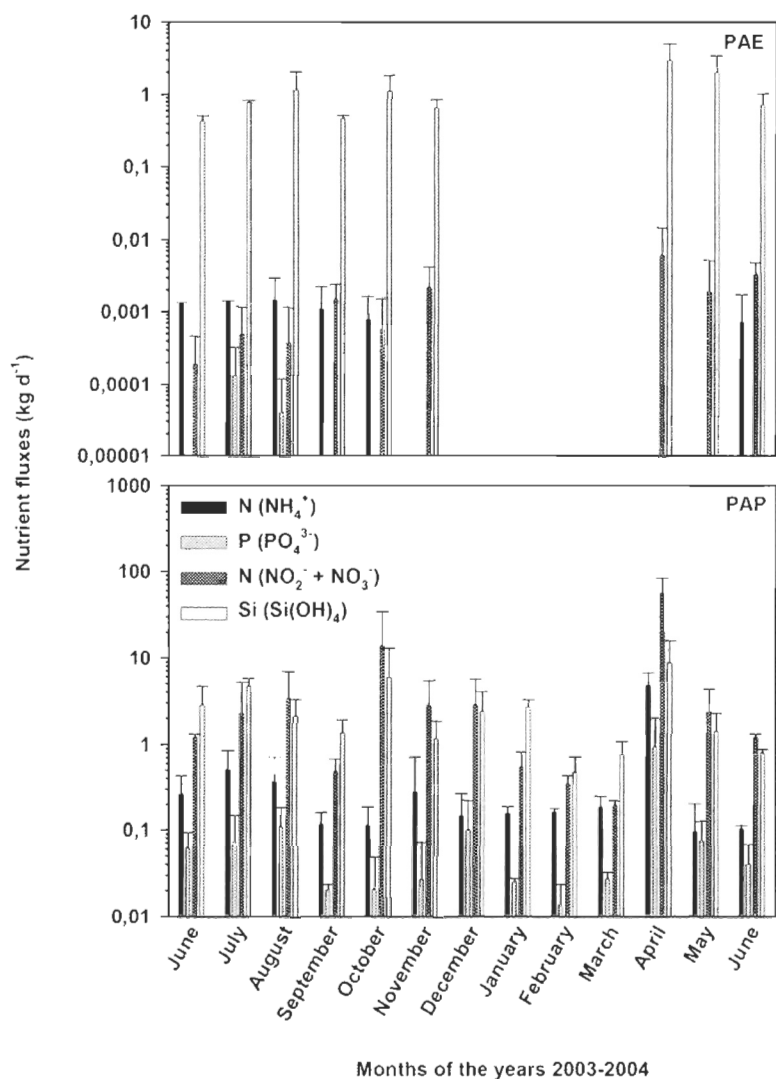 Nutrient fluxes (kg d⁻¹)
PAE
10
1
0,1
0,01
0,001
0,0001
0,00001
PAP
1000
100
10
1
0,1
0,01
N (NH₄⁺)
P (PO₄³⁻)
N (NO₂⁻ + NO₃⁻)
Si (Si(OH)₄)
June
July
August
September
October
November
December
January
February
March
April
May
June
Months of the years 2003-2004